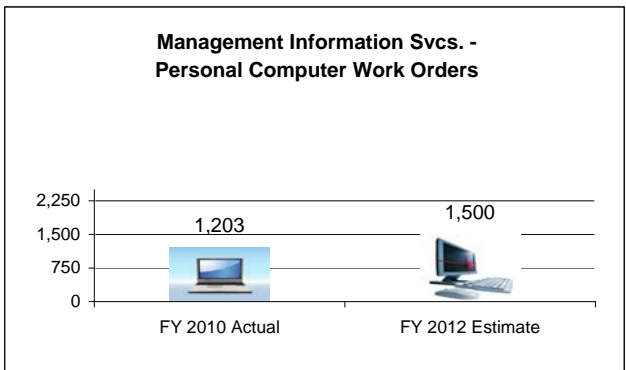 Management Information Svcs. -
Personal Computer Work Orders
2,250
1,500
750
0
1,203
1,500
FY 2010 Actual
FY 2012 Estimate